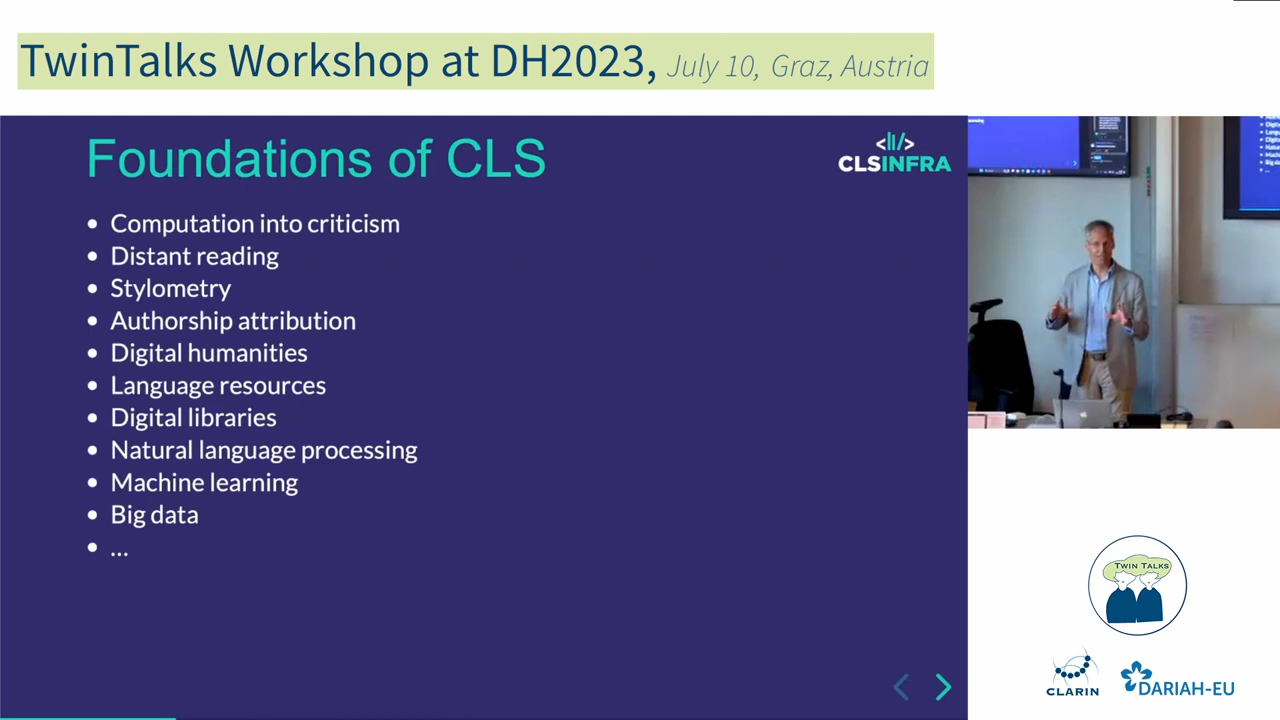 TwinTalks Workshop at DH2023, July 10, Graz, Austria
Foundations of CLS
<|||/>
CLSINFRA
• Computation into criticism
• Distant reading
• Stylometry
• Authorship attribution
• Digital humanities
• Language resources
• Digital libraries
• Natural language processing
• Machine learning
• Big data
• ...
TWIN TALKS
CLARIN
DARIAH-EU